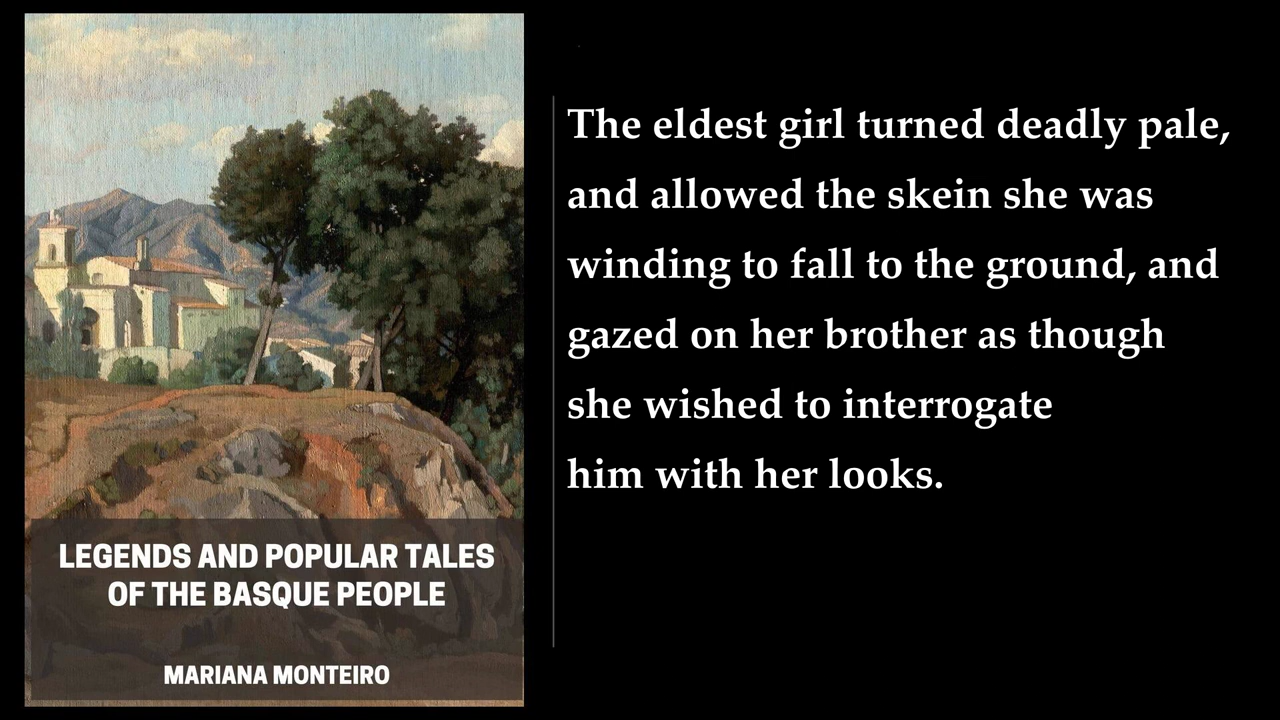 The eldest girl turned deadly pale,
and allowed the skein she was
winding to fall to the ground, and
gazed on her brother as though
she wished to interrogate
him with her looks.
LEGENDS AND POPULAR TALES
OF THE BASQUE PEOPLE
MARIANA MONTEIRO